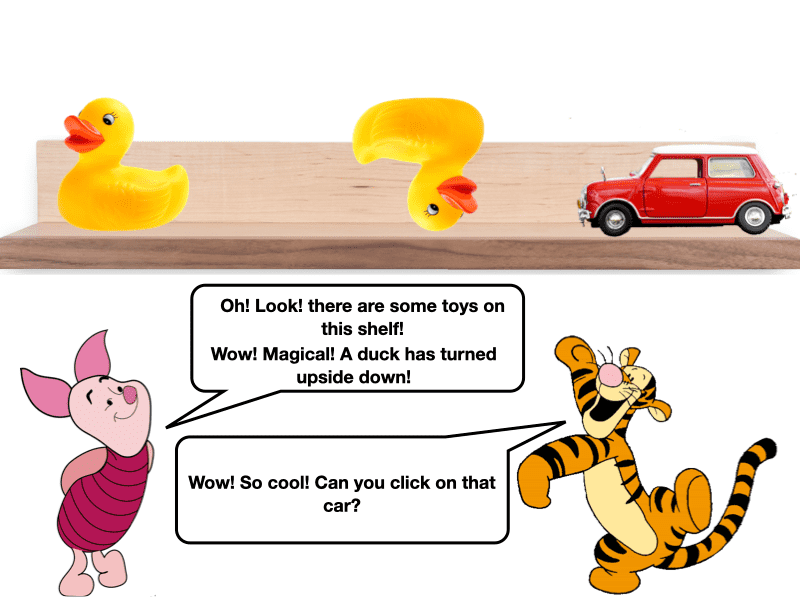 Oh! Look! there are some toys on
this shelf!
Wow! Magical! A duck has turned
upside down!
Wow! So cool! Can you click on that
car?